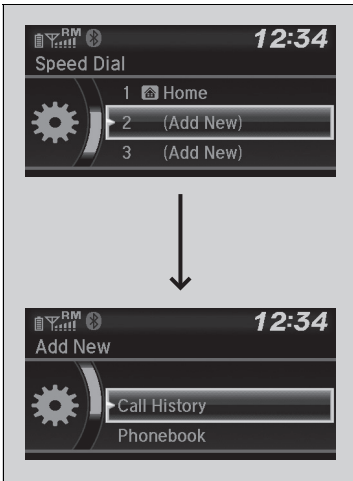 RM 12:34
Speed Dial
1 Home
2 (Add New)
3 (Add New)
RM 12:34
Add New
Call History
Phonebook